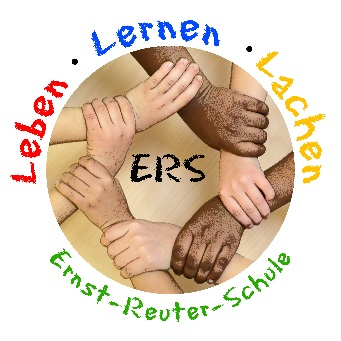 Leben • Lernen • Lachen
ERS
Ernst-Reuter-Schule